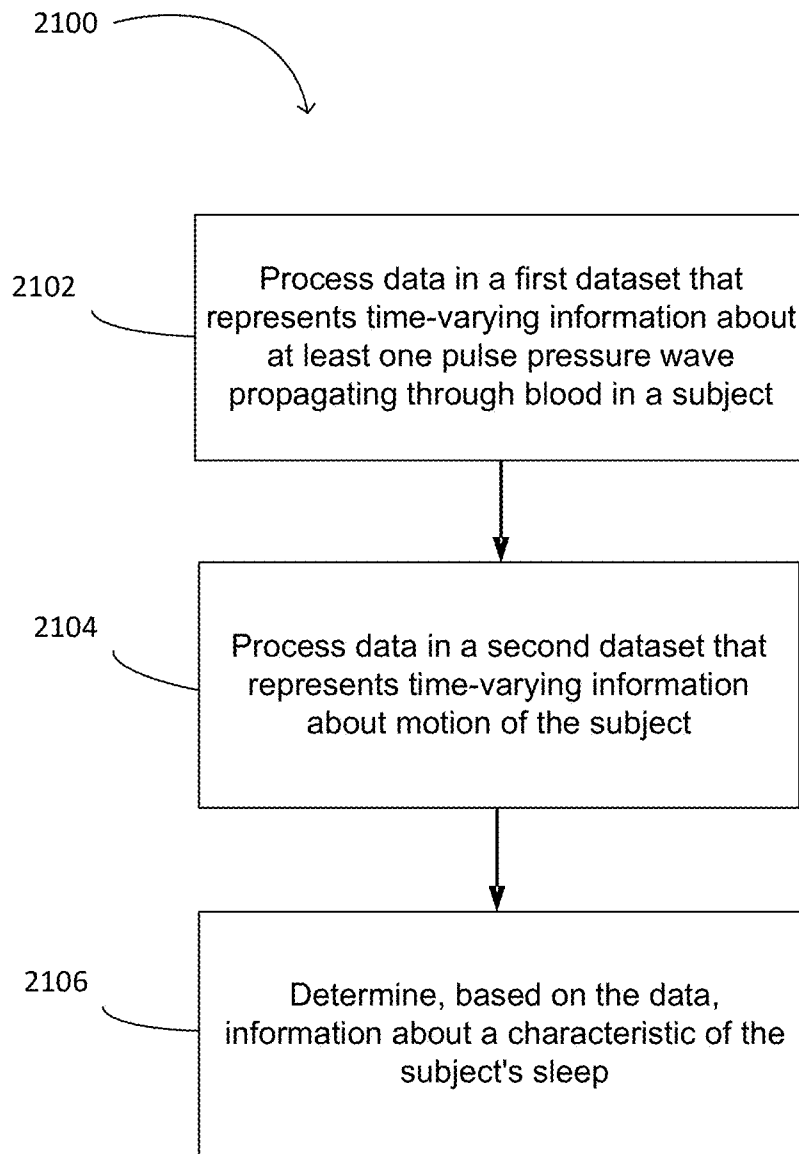 2100
2102
Process data in a first dataset that
represents time-varying information about
at least one pulse pressure wave
propagating through blood in a subject
2104
Process data in a second dataset that
represents time-varying information
about motion of the subject
2106
Determine, based on the data,
information about a characteristic of the
subject's sleep